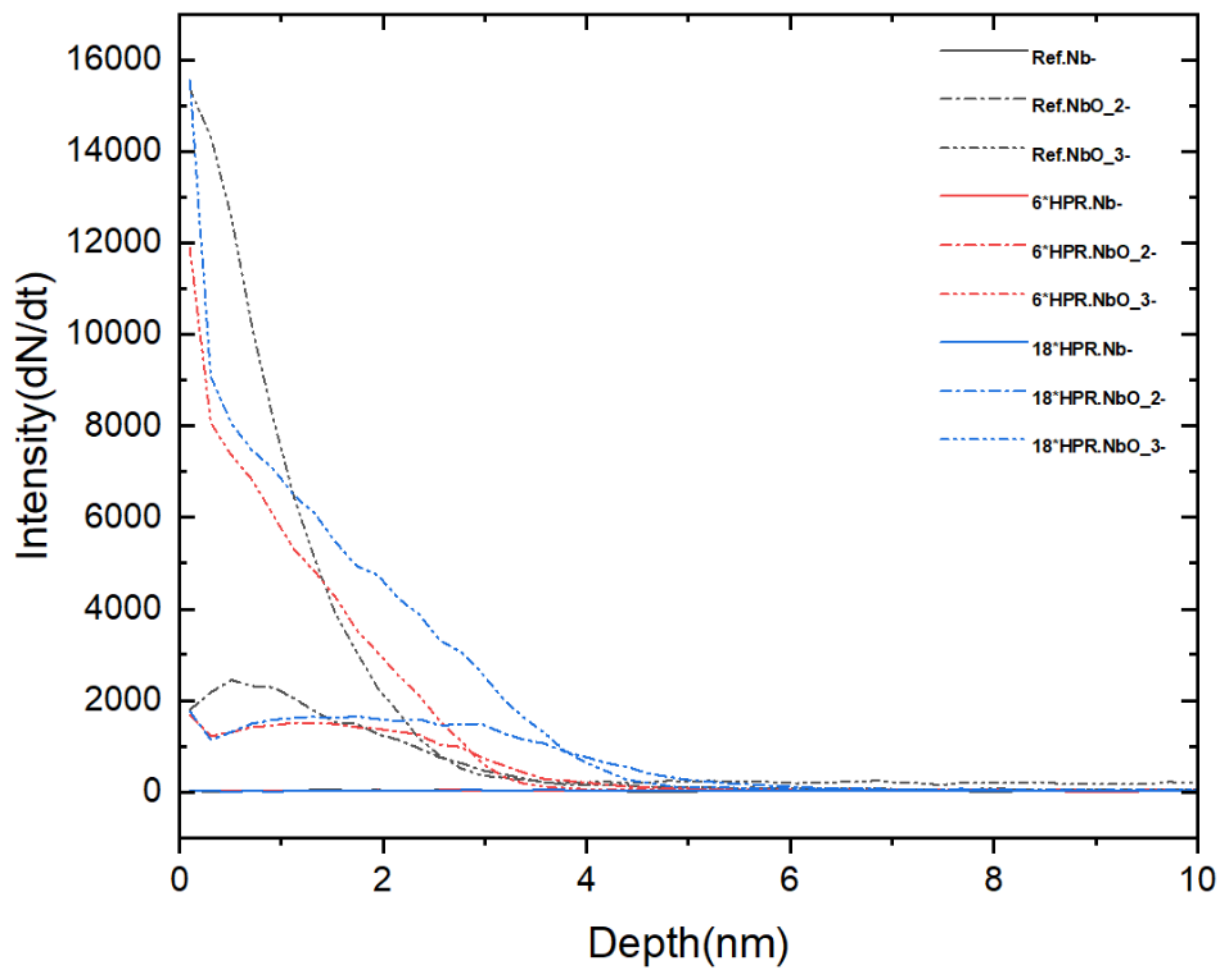 16000
14000
12000
10000
8000
6000
4000
2000
0
Intensity(dN/dt)
Ref.Nb-
Ref.NbO_2-
Ref.NbO_3-
6*HPR.Nb-
6*HPR.NbO_2-
6*HPR.NbO_3-
18*HPR.Nb-
18*HPR.NbO_2-
18*HPR.NbO_3-
0 2 4 6 8 10
Depth(nm)